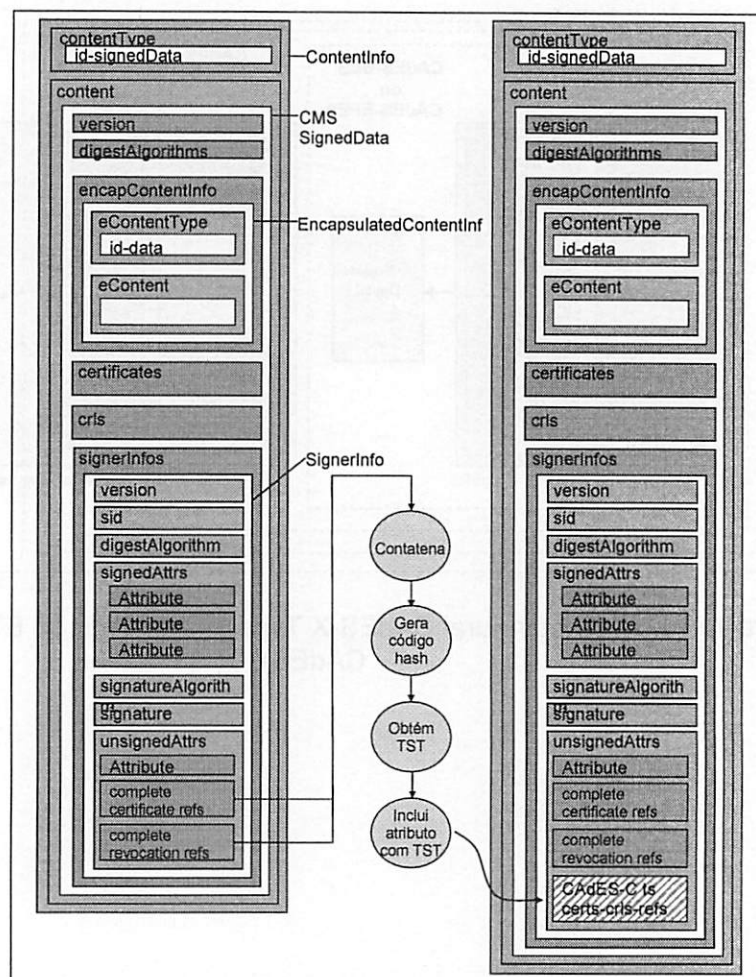 contentType
id-signedData
content
version
digestAlgorithms
encapContentInfo
eContentType
id-data
eContent
certificates
crls
signerInfos
version
sid
digestAlgorithm
signedAttrs
Attribute
Attribute
Attribute
signatureAlgorith
m
signature
unsignedAttrs
Attribute
complete
certificate refs
complete
revocation refs
ContentInfo
CMS
SignedData
EncapsulatedContentInf
SignerInfo
Contatena
Gera
código
hash
Obtém
TST
Inclui
atributo
com TST
contentType
id-signedData
content
version
digestAlgorithms
encapContentInfo
eContentType
id-data
eContent
certificates
crls
signerInfos
version
sid
digestAlgorithm
signedAttrs
Attribute
Attribute
Attribute
signatureAlgorith
m
signature
unsignedAttrs
Attribute
complete
certificate refs
complete
revocation refs
CAdES-C ts
certs-crls-refs